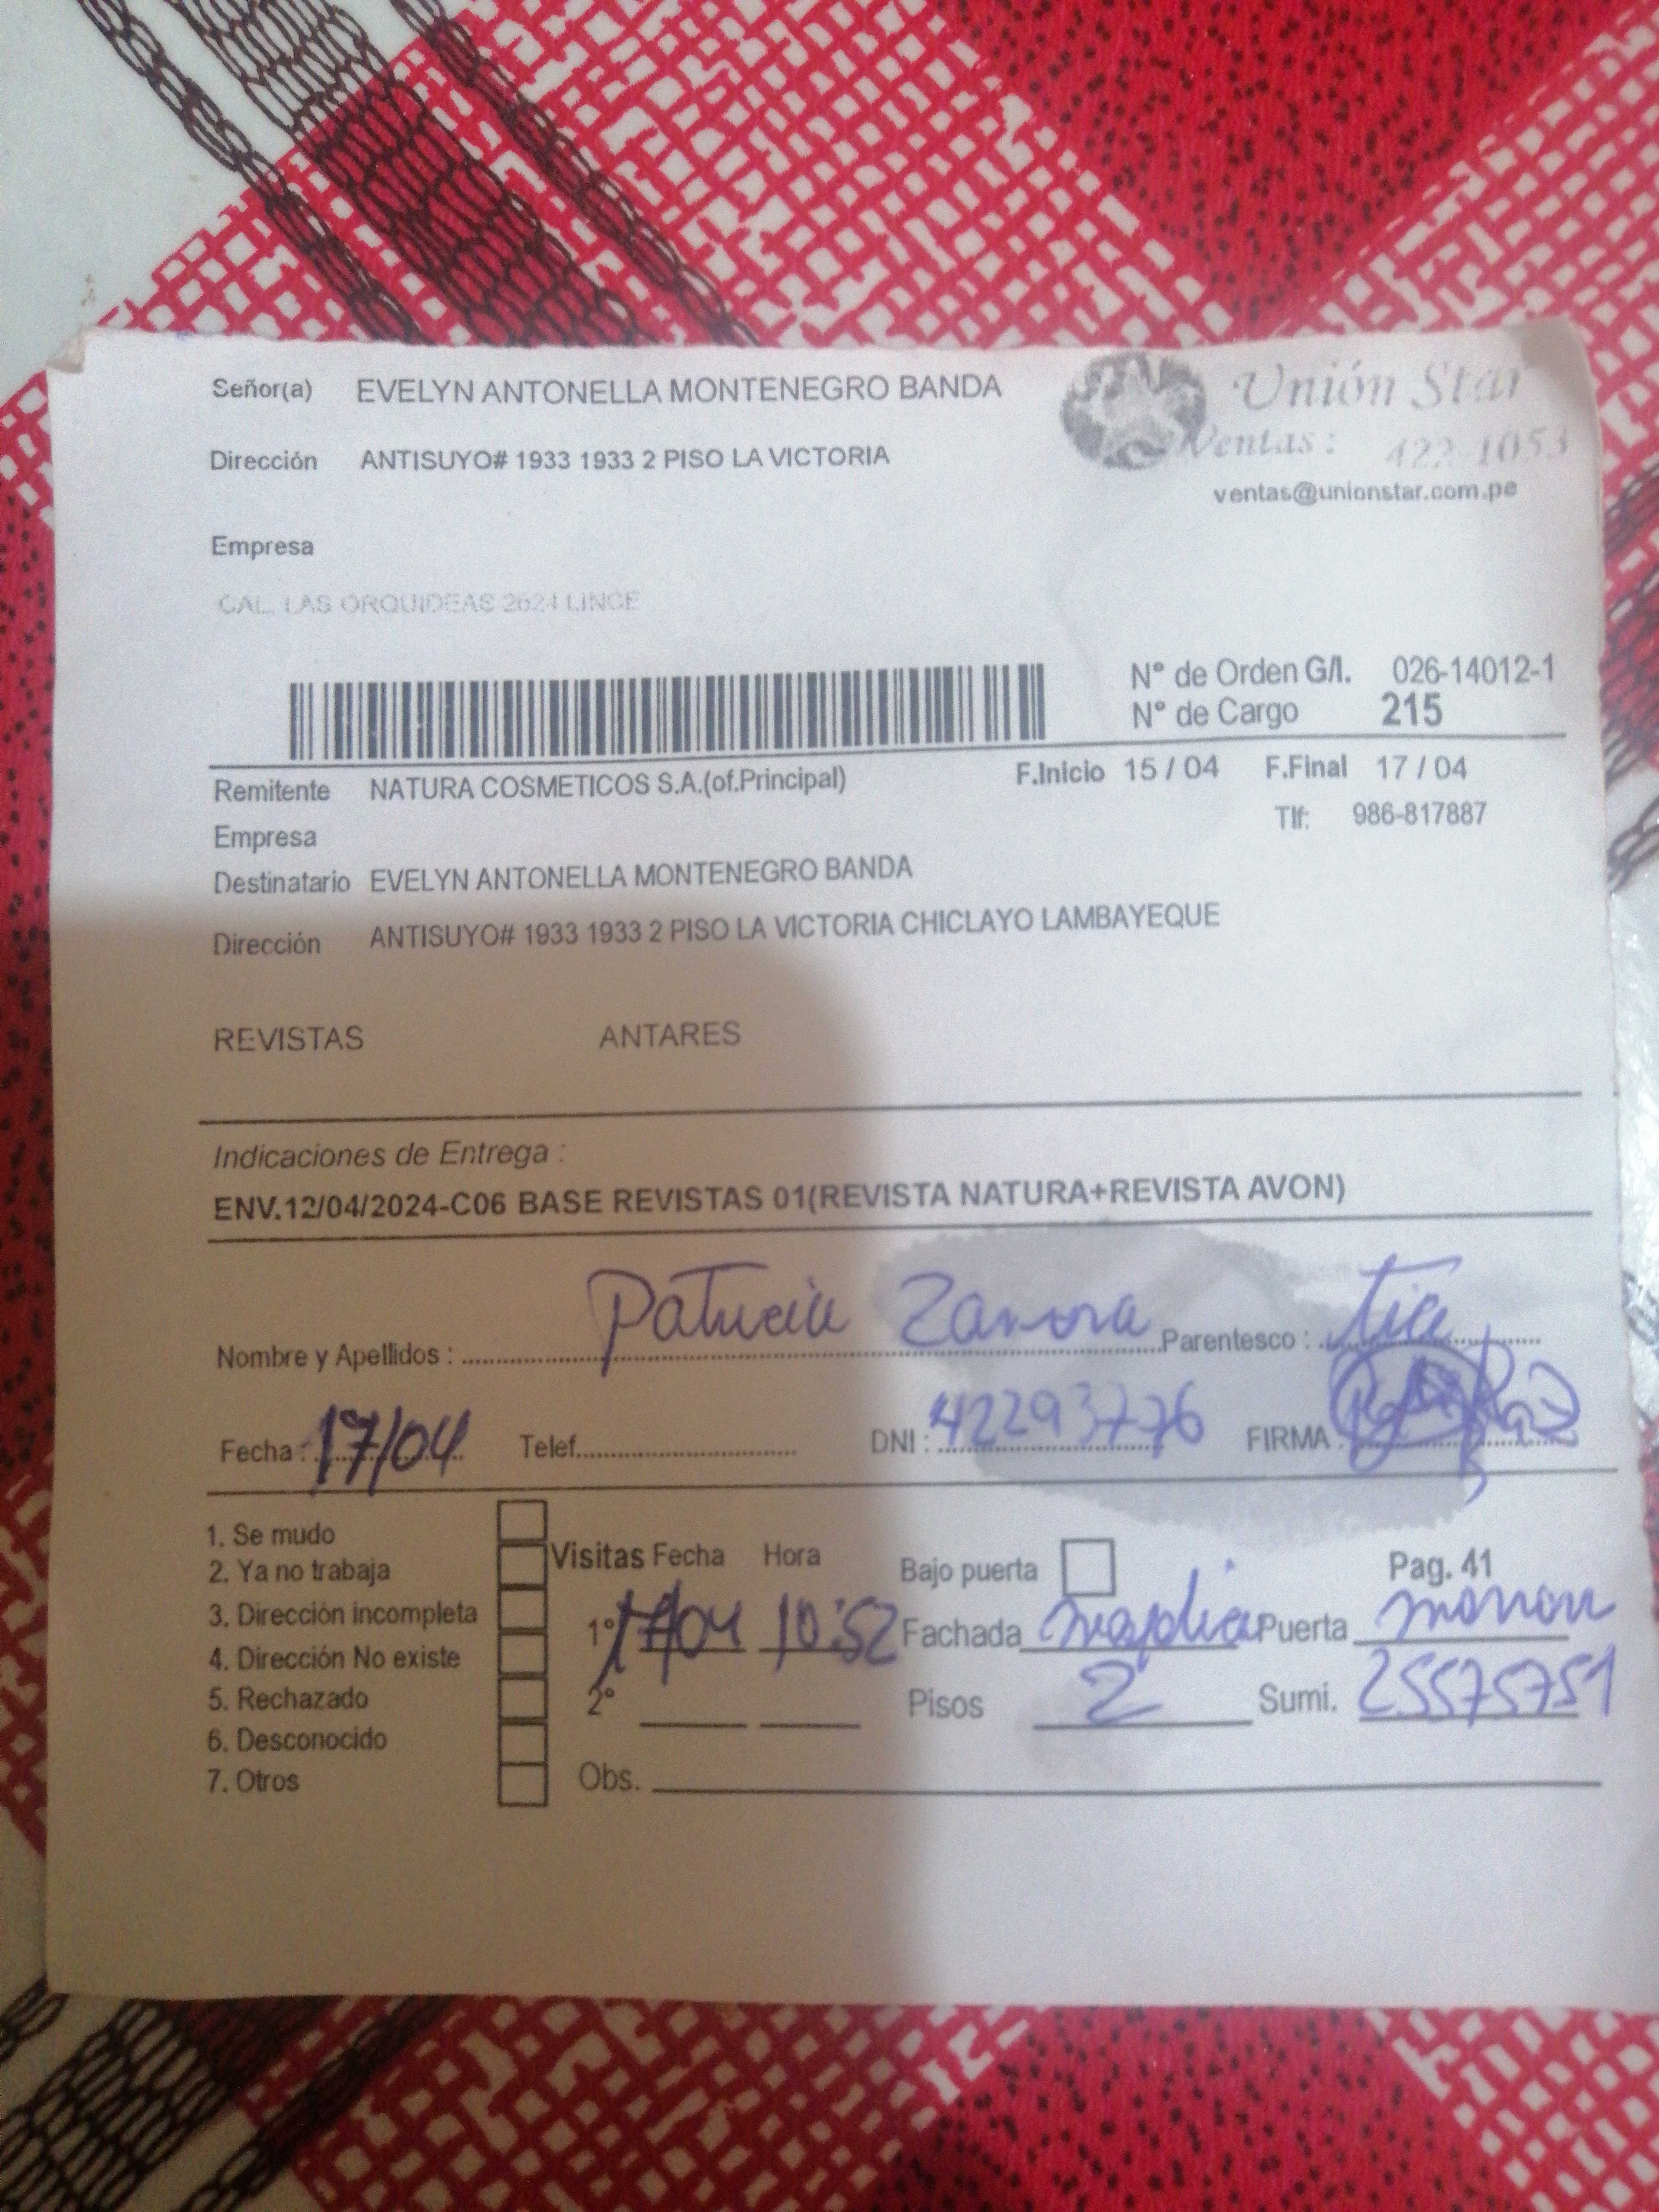 Señor(a) EVELYN ANTONELLA MONTENEGRO BANDA
Unión Star
Dirección ANTISUYO# 1933 1933 2 PISO LA VICTORIA
Ventas: 422-1053
ventas@unionstar.com.pe
Empresa
CAL. LAS ORQUIDEAS 2624 LINCE
N° de Orden G/I. 026-14012-1
N° de Cargo 215
Remitente NATURA COSMETICOS S.A.(of.Principal) F.Inicio 15 / 04 F.Final 17 / 04
Empresa Tlf: 986-817887
Destinatario EVELYN ANTONELLA MONTENEGRO BANDA
Dirección ANTISUYO# 1933 1933 2 PISO LA VICTORIA CHICLAYO LAMBAYEQUE
REVISTAS ANTARES
Indicaciones de Entrega :
ENV.12/04/2024-C06 BASE REVISTAS 01(REVISTA NATURA+REVISTA AVON)
Nombre y Apellidos : Patricia Zamora Parentesco : tia
Fecha : 17/04 Telef. DNI : 42293776 FIRMA :
1. Se mudo
2. Ya no trabaja Visitas Fecha Hora Bajo puerta Pag. 41
3. Dirección incompleta 1° 17/04 10:52 Fachada Puerta marron
4. Dirección No existe
5. Rechazado 2° Pisos 2 Sumi. 25575751
6. Desconocido
7. Otros Obs.